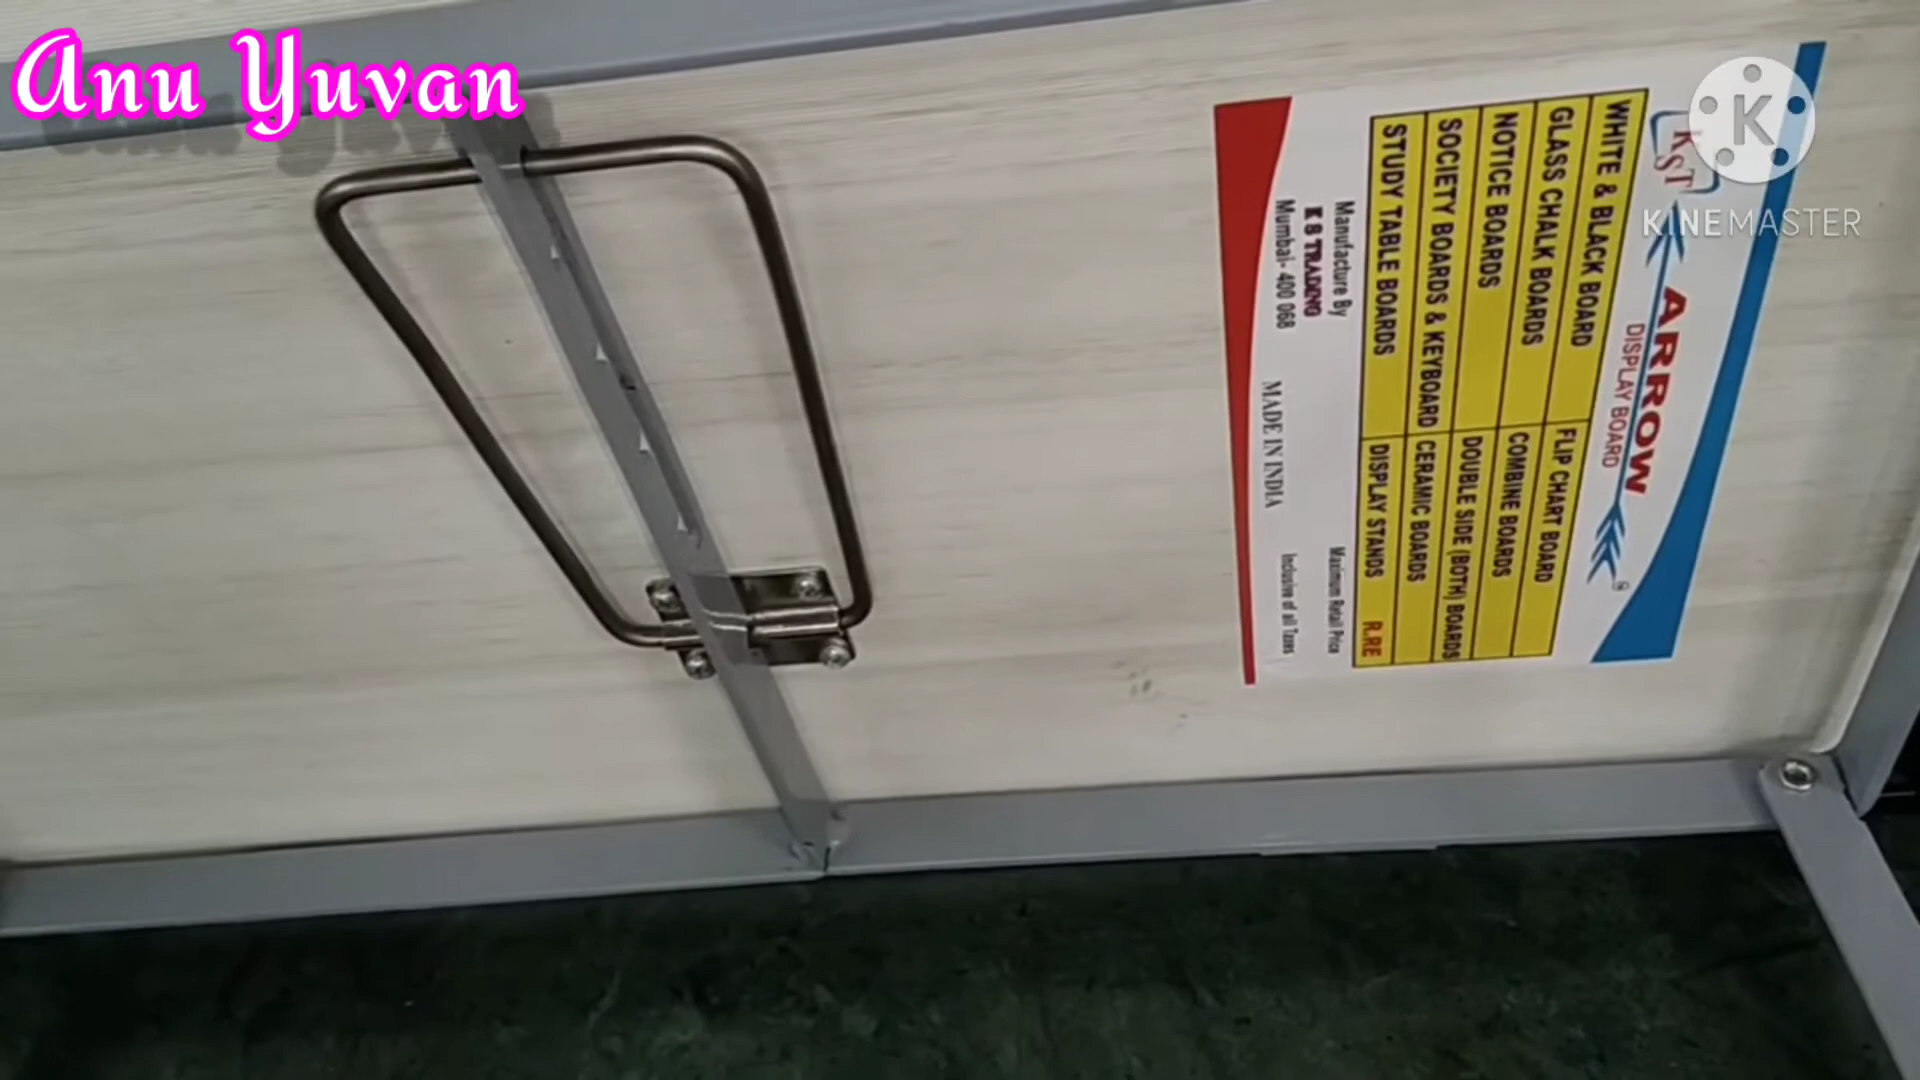 Anu Yuvan
K
KINEMASTER
KST
ARROW
DISPLAY BOARD
WHITE & BLACK BOARD
FLIP CHART BOARD
GLASS CHALK BOARDS
COMBINE BOARDS
NOTICE BOARDS
DOUBLE SIDE (BOTH) BOARDS
SOCIETY BOARDS & KEYBOARD
CERAMIC BOARDS
STUDY TABLE BOARDS
DISPLAY STANDS
R.RE
Manufacture By
K S TRADING
Mumbai- 400 068
MADE IN INDIA
Maximum Retail Price
Inclusive of all Taxes